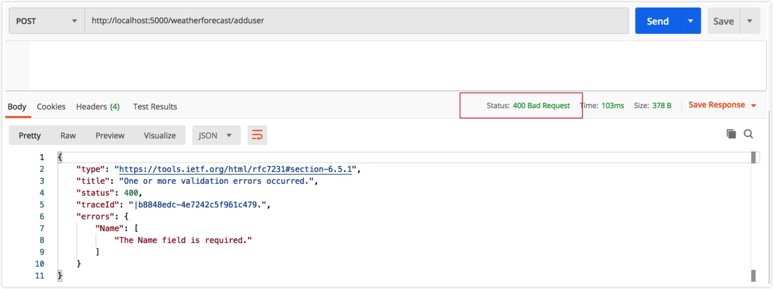 POST http://localhost:5000/weatherforecast/adduser Send Save
Body Cookies Headers (4) Test Results Status: 400 Bad Request Time: 103ms Size: 378 B Save Response
Pretty Raw Preview Visualize JSON
1 {
2 "type": "https://tools.ietf.org/html/rfc7231#section-6.5.1",
3 "title": "One or more validation errors occurred.",
4 "status": 400,
5 "traceId": "|b8848edc-4e7242c5f961c479.",
6 "errors": {
7 "Name": [
8 "The Name field is required."
9 ]
10 }
11 }